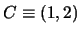 C ≡ (1, 2)